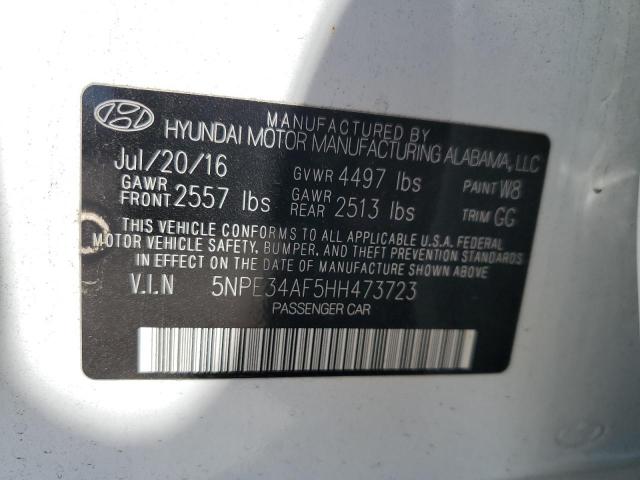 MANUFACTURED BY
HYUNDAI MOTOR MANUFACTURING ALABAMA, LLC
Jul/20/16 GVWR 4497 lbs PAINT W8
GAWR FRONT 2557 lbs GAWR REAR 2513 lbs TRIM GG
THIS VEHICLE CONFORMS TO ALL APPLICABLE U.S.A. FEDERAL
MOTOR VEHICLE SAFETY, BUMPER, AND THEFT PREVENTION STANDARDS
IN EFFECT ON THE DATE OF MANUFACTURE SHOWN ABOVE.
V.I.N 5NPE34AF5HH473723
PASSENGER CAR